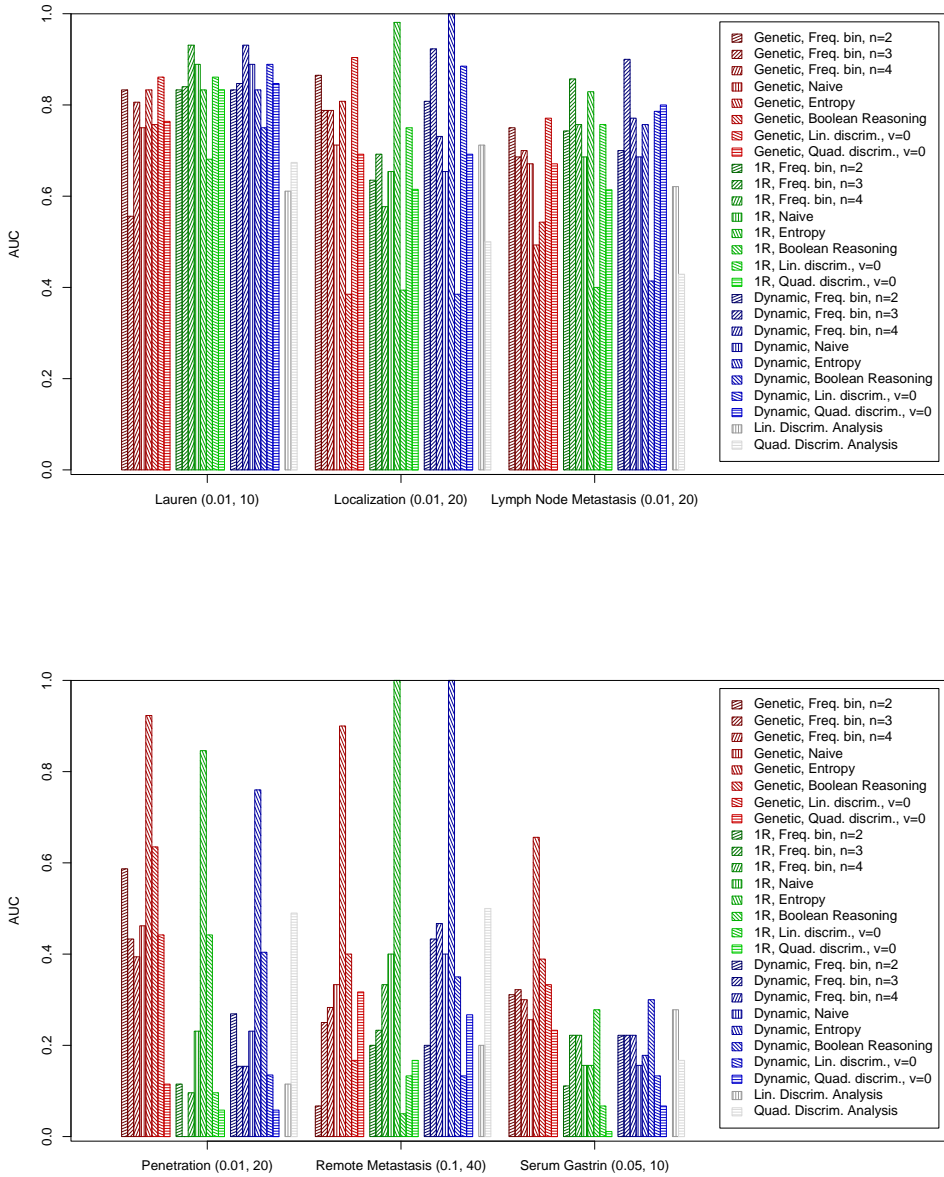 AUC
0.0
0.2
0.4
0.6
0.8
1.0
Genetic, Freq. bin, n=2
Genetic, Freq. bin, n=3
Genetic, Freq. bin, n=4
Genetic, Naive
Genetic, Entropy
Genetic, Boolean Reasoning
Genetic, Lin. discrim., v=0
Genetic, Quad. discrim., v=0
1R, Freq. bin, n=2
1R, Freq. bin, n=3
1R, Freq. bin, n=4
1R, Naive
1R, Entropy
1R, Boolean Reasoning
1R, Lin. discrim., v=0
1R, Quad. discrim., v=0
Dynamic, Freq. bin, n=2
Dynamic, Freq. bin, n=3
Dynamic, Freq. bin, n=4
Dynamic, Naive
Dynamic, Entropy
Dynamic, Boolean Reasoning
Dynamic, Lin. discrim., v=0
Dynamic, Quad. discrim., v=0
Lin. Discrim. Analysis
Quad. Discrim. Analysis
Lauren (0.01, 10) Localization (0.01, 20) Lymph Node Metastasis (0.01, 20)
AUC
0.0
0.2
0.4
0.6
0.8
1.0
Genetic, Freq. bin, n=2
Genetic, Freq. bin, n=3
Genetic, Freq. bin, n=4
Genetic, Naive
Genetic, Entropy
Genetic, Boolean Reasoning
Genetic, Lin. discrim., v=0
Genetic, Quad. discrim., v=0
1R, Freq. bin, n=2
1R, Freq. bin, n=3
1R, Freq. bin, n=4
1R, Naive
1R, Entropy
1R, Boolean Reasoning
1R, Lin. discrim., v=0
1R, Quad. discrim., v=0
Dynamic, Freq. bin, n=2
Dynamic, Freq. bin, n=3
Dynamic, Freq. bin, n=4
Dynamic, Naive
Dynamic, Entropy
Dynamic, Boolean Reasoning
Dynamic, Lin. discrim., v=0
Dynamic, Quad. discrim., v=0
Lin. Discrim. Analysis
Quad. Discrim. Analysis
Penetration (0.01, 20) Remote Metastasis (0.1, 40) Serum Gastrin (0.05, 10)